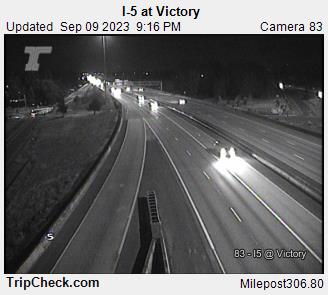 I-5 at Victory
Updated Sep 09 2023 9:16 PM Camera 83
T
5
83 - I5 @ Victory
TripCheck.com Milepost306.80